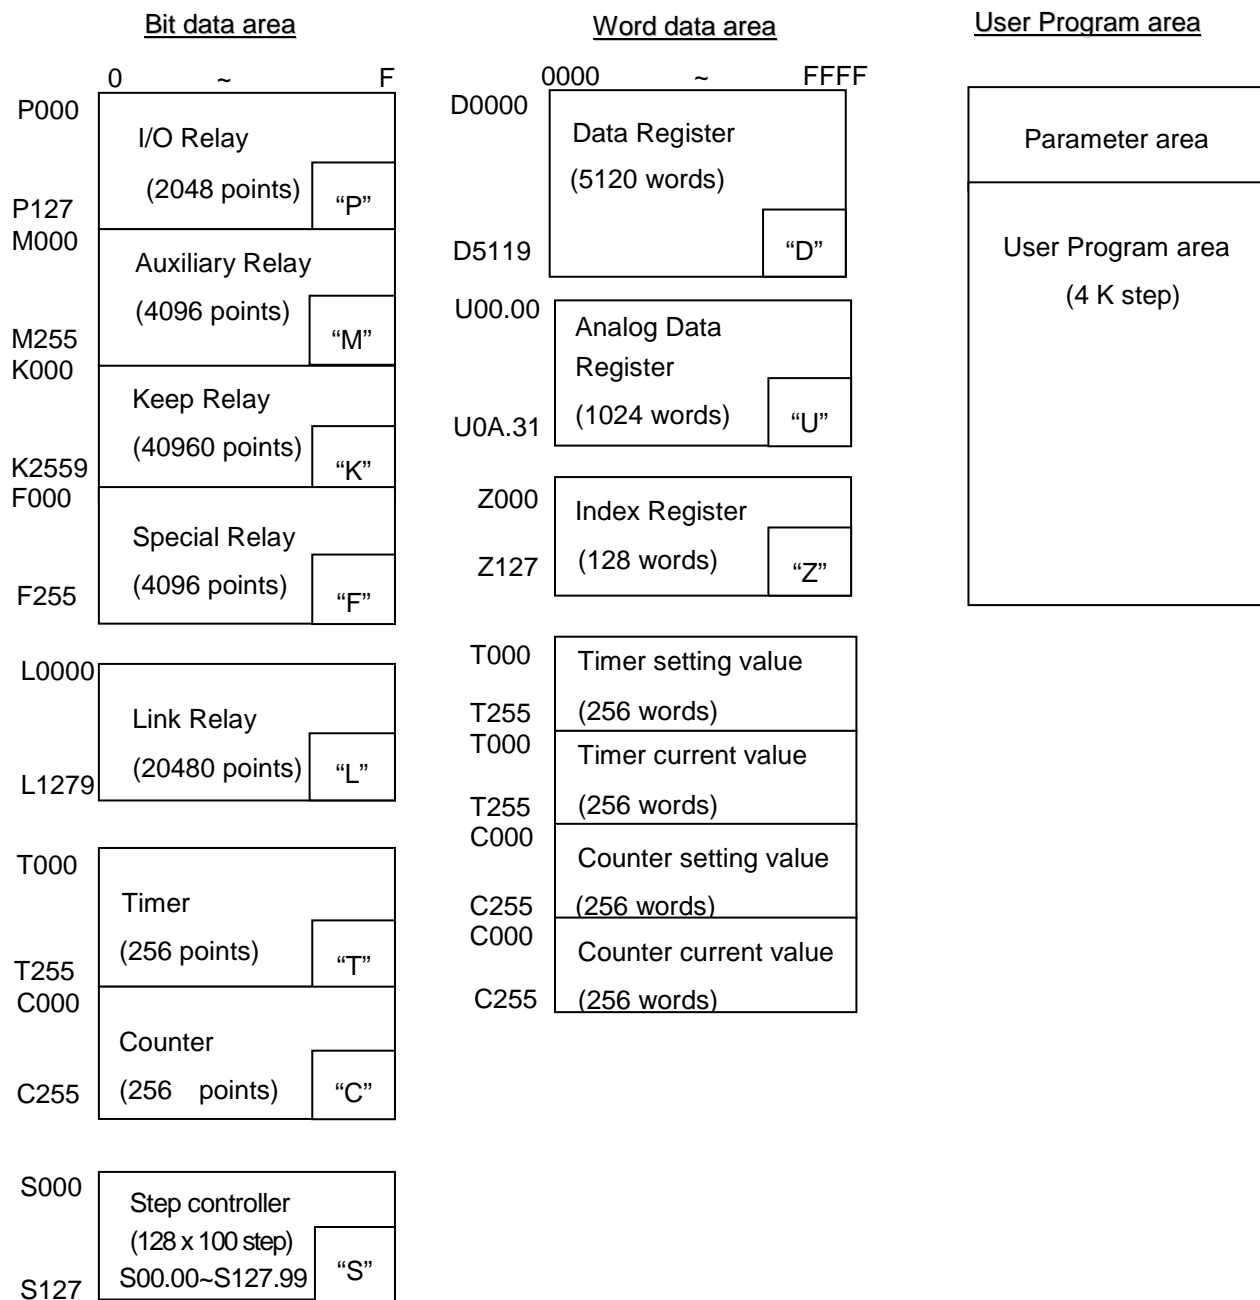 Bit data area
0 ~ F
P000
I/O Relay
(2048 points)
“P”
P127
M000
Auxiliary Relay
(4096 points)
“M”
M255
K000
Keep Relay
(40960 points)
“K”
K2559
F000
Special Relay
(4096 points)
“F”
F255
L0000
Link Relay
(20480 points)
“L”
L1279
T000
Timer
(256 points)
“T”
T255
C000
Counter
(256 points)
“C”
C255
S000
Step controller
(128 x 100 step)
S00.00~S127.99
“S”
S127
Word data area
0000 ~ FFFF
D0000
Data Register
(5120 words)
“D”
D5119
U00.00
Analog Data
Register
(1024 words)
“U”
U0A.31
Z000
Index Register
(128 words)
“Z”
Z127
T000
Timer setting value
T255
(256 words)
T000
Timer current value
T255
(256 words)
C000
Counter setting value
C255
(256 words)
C000
Counter current value
C255
(256 words)
User Program area
Parameter area
User Program area
(4 K step)